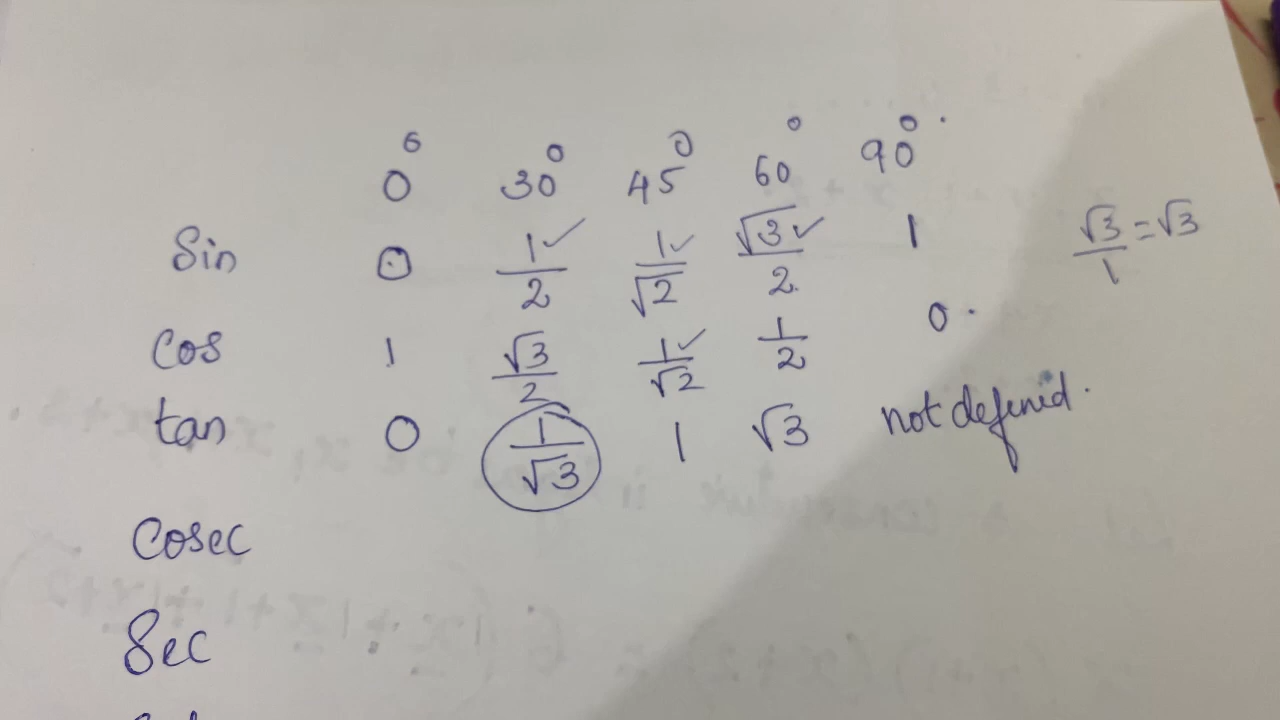 0° 30° 45° 60° 90°
Sin 0 1/2 1/√2 √3/2 1 √3/1 = √3
Cos 1 √3/2 1/√2 1/2 0
tan 0 1/√3 1 √3 not defined.
Cosec
Sec